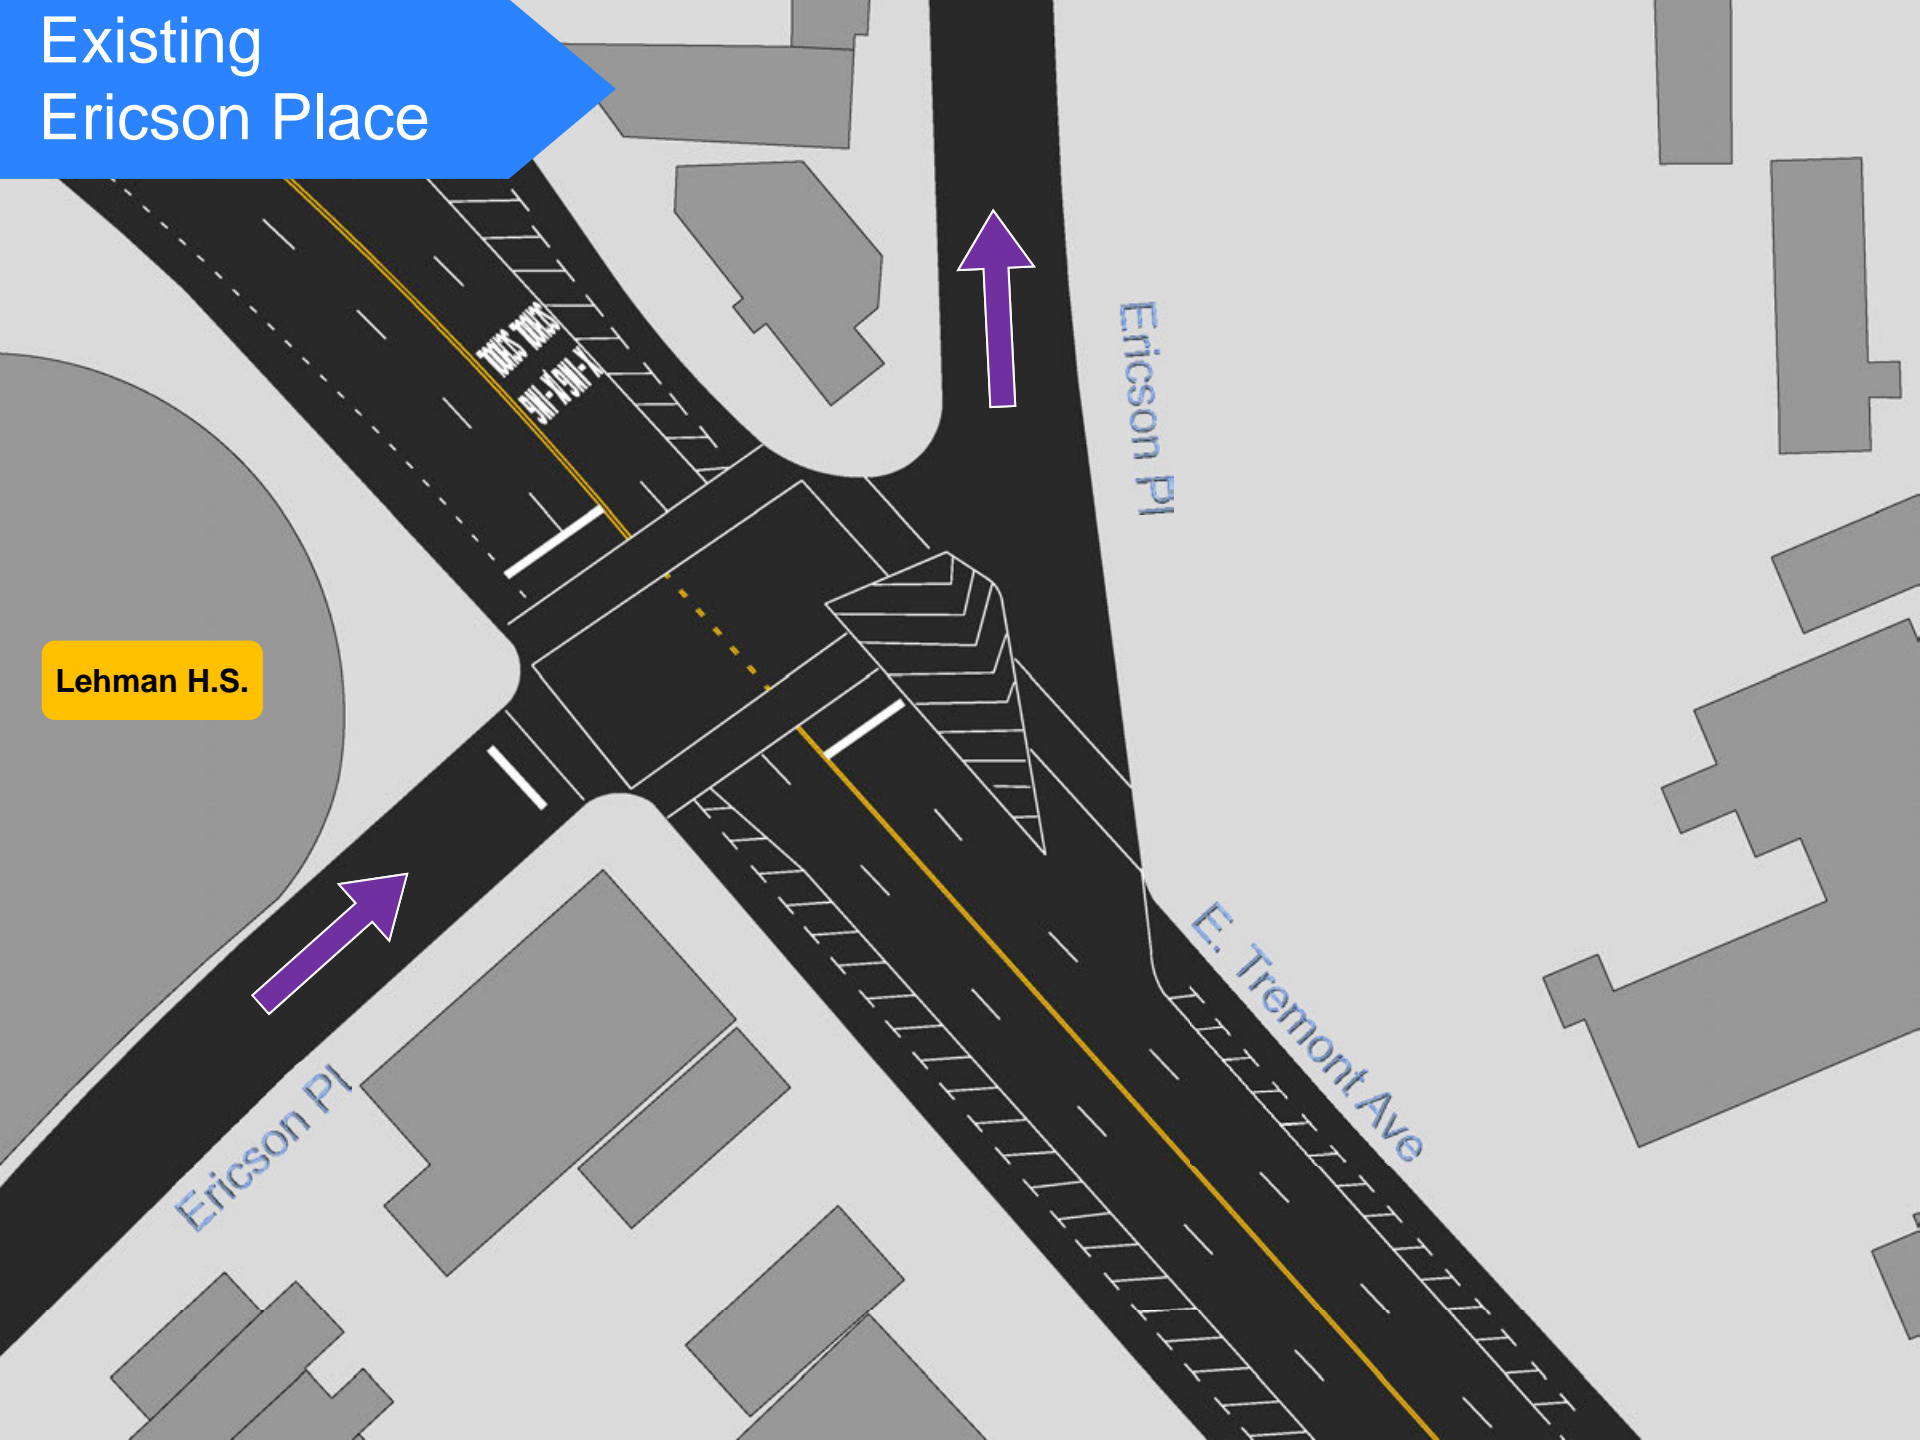 Existing
Ericson Place
Ericson Pl
Lehman H.S.
E. Tremont Ave
Ericson Pl